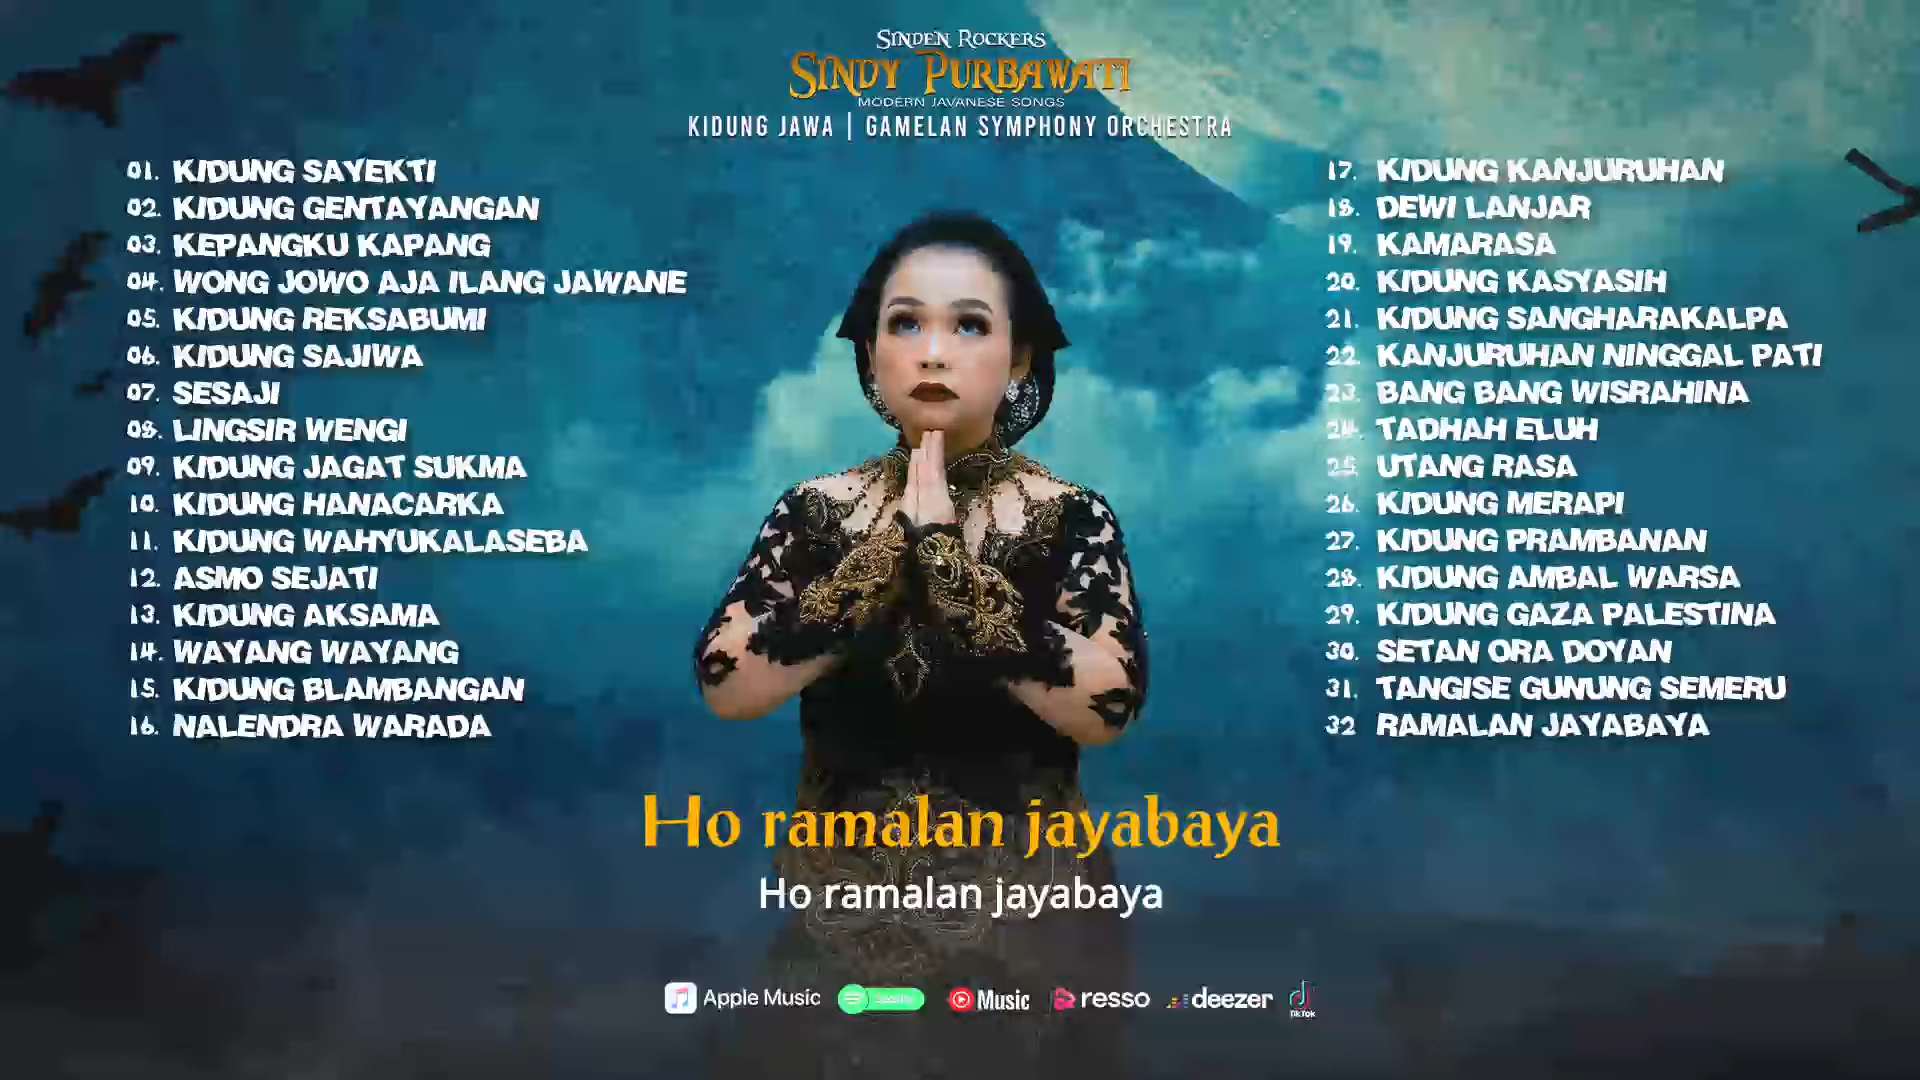 SINDEN ROCKERS
SINDY PURBAWATI
MODERN JAVANESE SONGS
KIDUNG JAWA | GAMELAN SYMPHONY ORCHESTRA
01. KIDUNG SAYEKTI
02. KIDUNG GENTAYANGAN
03. KEPANGKU KAPANG
04. WONG JOWO AJA ILANG JAWANE
05. KIDUNG REKSABUMI
06. KIDUNG SAJIWA
07. SESAJI
08. LINGSIR WENGI
09. KIDUNG JAGAT SUKMA
10. KIDUNG HANACARKA
11. KIDUNG WAHYUKALASEBA
12. ASMO SEJATI
13. KIDUNG AKSAMA
14. WAYANG WAYANG
15. KIDUNG BLAMBANGAN
16. NALENDRA WARADA
17. KIDUNG KANJURUHAN
18. DEWI LANJAR
19. KAMARASA
20. KIDUNG KASYASIH
21. KIDUNG SANGHARAKALPA
22. KANJURUHAN NINGGAL PATI
23. BANG BANG WISRAHINA
24. TADHAH ELUH
25. UTANG RASA
26. KIDUNG MERAPI
27. KIDUNG PRAMBANAN
28. KIDUNG AMBAL WARSA
29. KIDUNG GAZA PALESTINA
30. SETAN ORA DOYAN
31. TANGISE GUNUNG SEMERU
32 RAMALAN JAYABAYA
Ho ramalan jayabaya
Ho ramalan jayabaya
Apple Music Spotify Music resso deezer TikTok